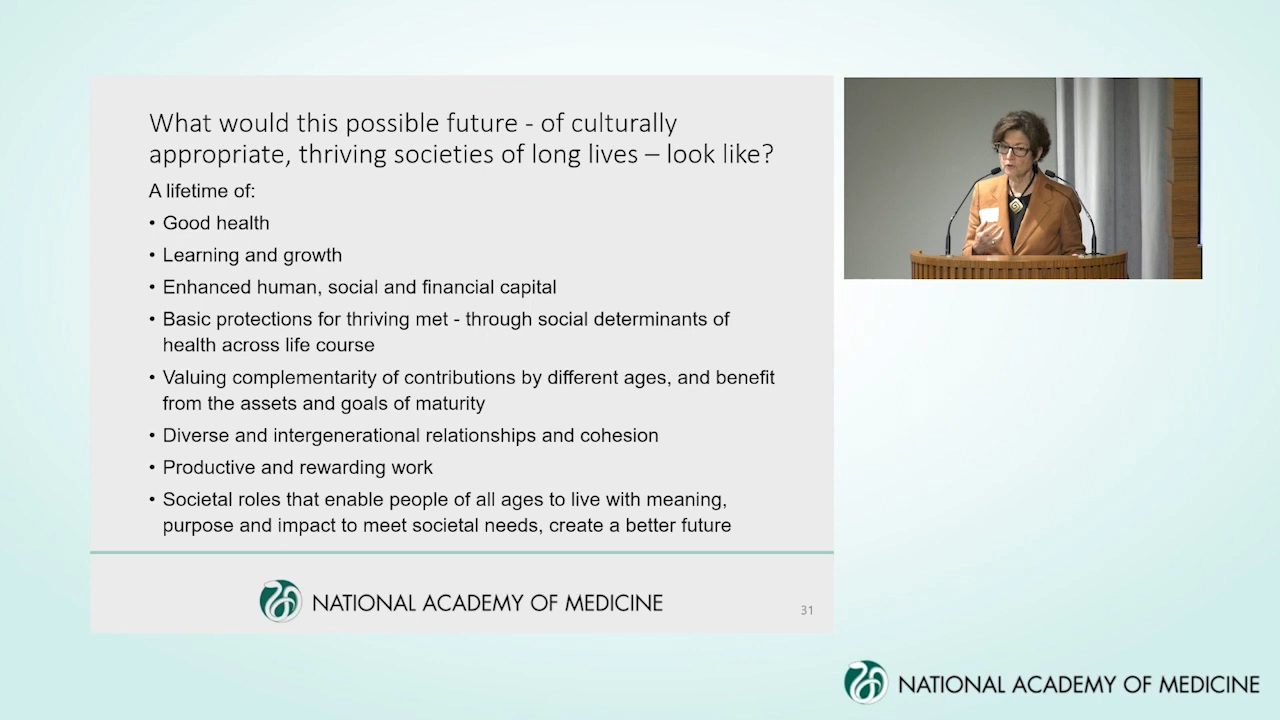 What would this possible future - of culturally
appropriate, thriving societies of long lives – look like?
A lifetime of:
• Good health
• Learning and growth
• Enhanced human, social and financial capital
• Basic protections for thriving met - through social determinants of
health across life course
• Valuing complementarity of contributions by different ages, and benefit
from the assets and goals of maturity
• Diverse and intergenerational relationships and cohesion
• Productive and rewarding work
• Societal roles that enable people of all ages to live with meaning,
purpose and impact to meet societal needs, create a better future
NATIONAL ACADEMY OF MEDICINE
31
NATIONAL ACADEMY OF MEDICINE